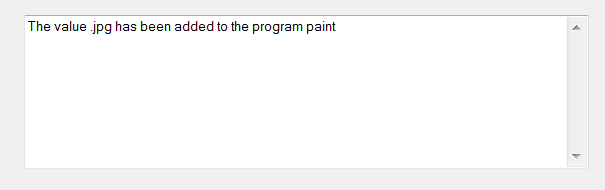 The value .jpg has been added to the program paint